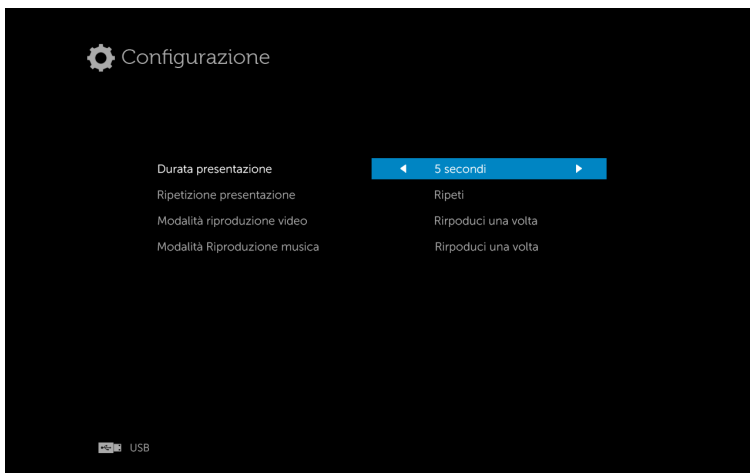 Configurazione
Durata presentazione 5 secondi
Ripetizione presentazione Ripeti
Modalità riproduzione video Rirpoduci una volta
Modalità Riproduzione musica Rirpoduci una volta
USB